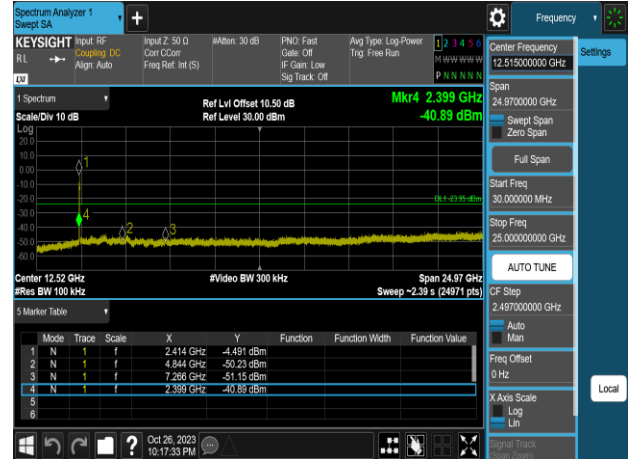 Spectrum Analyzer 1
Swept SA
Frequency
KEYSIGHT
RL
LXI
Input: RF
Coupling: DC
Align: Auto
Input Z: 50 Ω
Corr CCorr
Freq Ref: Int (S)
#Atten: 30 dB
PNO: Fast
Gate: Off
IF Gain: Low
Sig Track: Off
Avg Type: Log-Power
Trig: Free Run
1 2 3 4 5 6
M W W W W W
P N N N N N
Center Frequency
12.515000000 GHz
Settings
Span
24.9700000 GHz
Swept Span
Zero Span
Full Span
Start Freq
30.000000 MHz
Stop Freq
25.000000000 GHz
AUTO TUNE
CF Step
2.497000000 GHz
Auto
Man
Freq Offset
0 Hz
X Axis Scale
Log
Lin
Signal Track
(Span Zoom)
Local
1 Spectrum
Scale/Div 10 dB
Ref Lvl Offset 10.50 dB
Ref Level 30.00 dBm
Mkr4 2.399 GHz
-40.89 dBm
Log
20.0
10.0
0.00
-10.0
-20.0
-30.0
-40.0
-50.0
-60.0
1
4
2
3
DL1 -23.95 dBm
Center 12.52 GHz
#Video BW 300 kHz
Span 24.97 GHz
#Res BW 100 kHz
Sweep ~2.39 s (24971 pts)
5 Marker Table
Mode Trace Scale X Y Function Function Width Function Value
1 N 1 f 2.414 GHz -4.491 dBm
2 N 1 f 4.844 GHz -50.23 dBm
3 N 1 f 7.266 GHz -51.15 dBm
4 N 1 f 2.399 GHz -40.89 dBm
5
6
?
Oct 26, 2023
10:17:33 PM